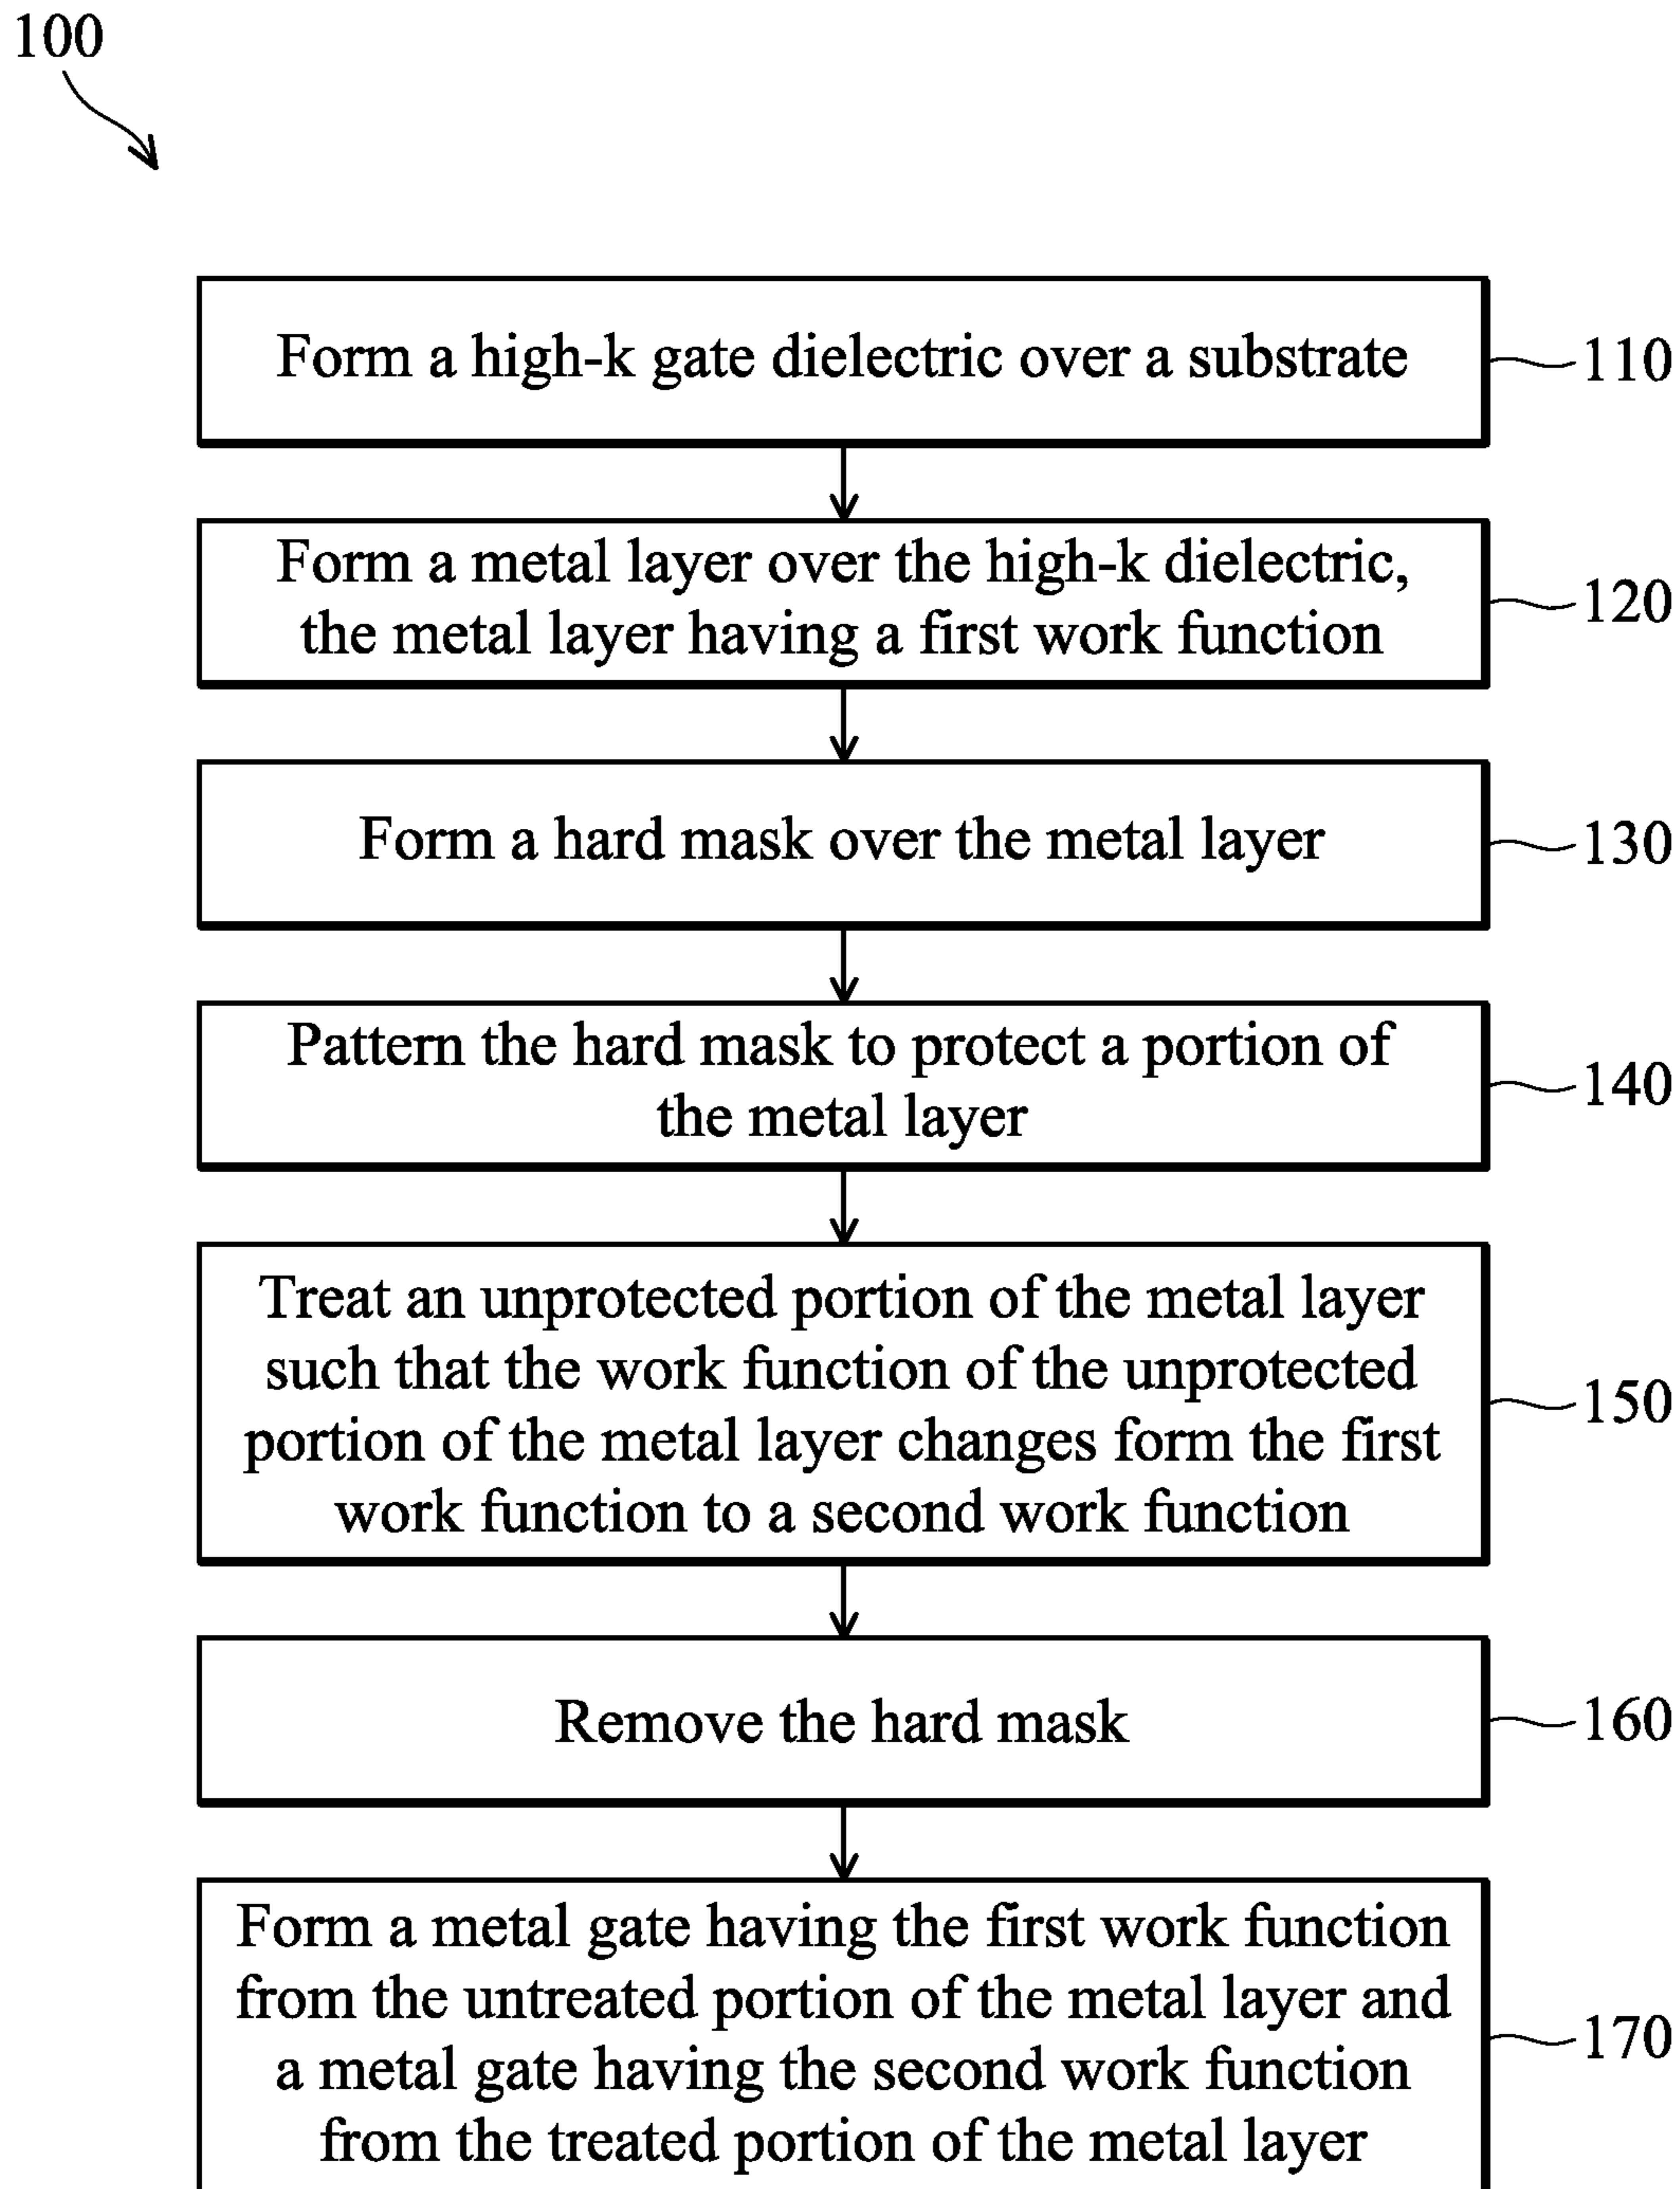 100
Form a high-k gate dielectric over a substrate
110
Form a metal layer over the high-k dielectric,
the metal layer having a first work function
120
Form a hard mask over the metal layer
130
Pattern the hard mask to protect a portion of
the metal layer
140
Treat an unprotected portion of the metal layer
such that the work function of the unprotected
portion of the metal layer changes form the first
work function to a second work function
150
Remove the hard mask
160
Form a metal gate having the first work function
from the untreated portion of the metal layer and
a metal gate having the second work function
from the treated portion of the metal layer
170